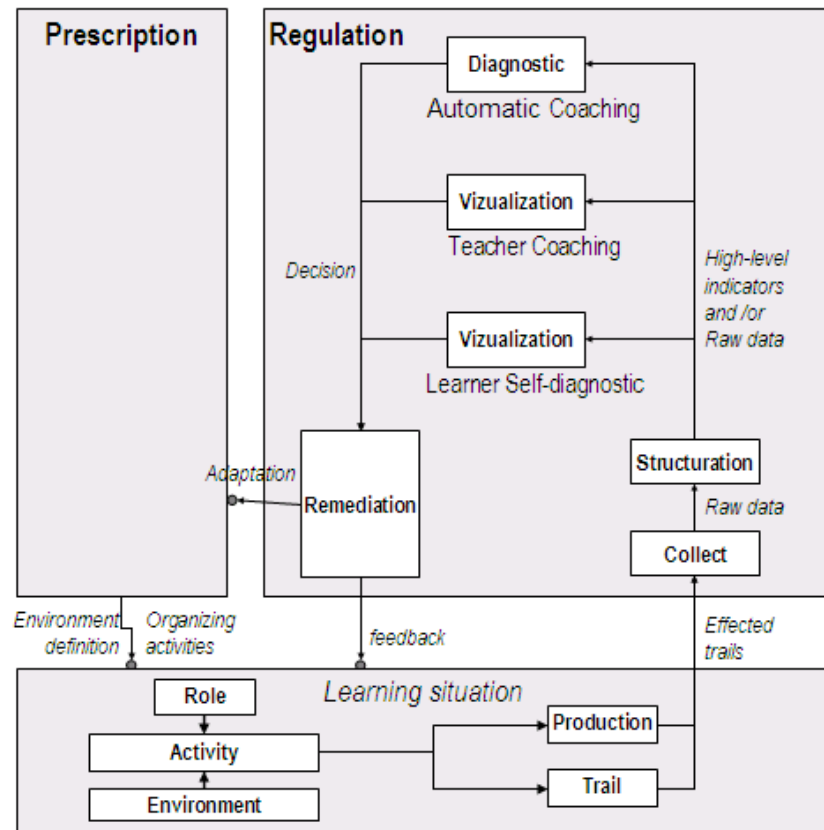 Prescription
Regulation
Diagnostic
Automatic Coaching
Vizualization
Teacher Coaching
Decision
High-level
indicators
and /or
Raw data
Vizualization
Learner Self-diagnostic
Adaptation
Remediation
Structuration
Raw data
Collect
Environment
definition
Organizing
activities
feedback
Effected
trails
Learning situation
Role
Activity
Environment
Production
Trail